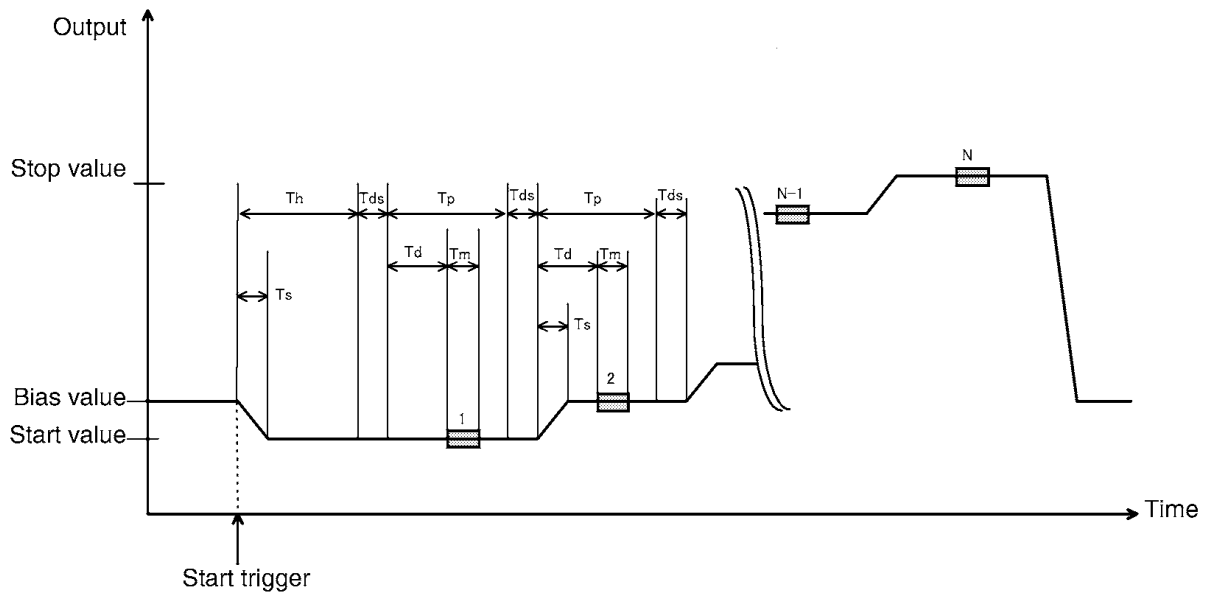 Output
Stop value
N
N-1
Th
Tds
Tp
Tds
Tp
Tds
Td
Tm
Td
Tm
Ts
Ts
2
1
Bias value
Start value
Time
Start trigger